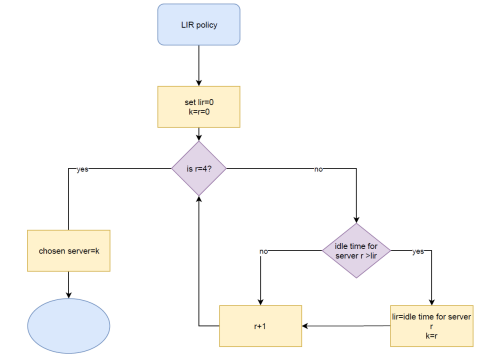 LIR policy
set lir=0
k=r=0
is r=4?
yes
no
chosen server=k
idle time for
server r >lir
no
yes
r+1
lir=idle time for server
r
k=r